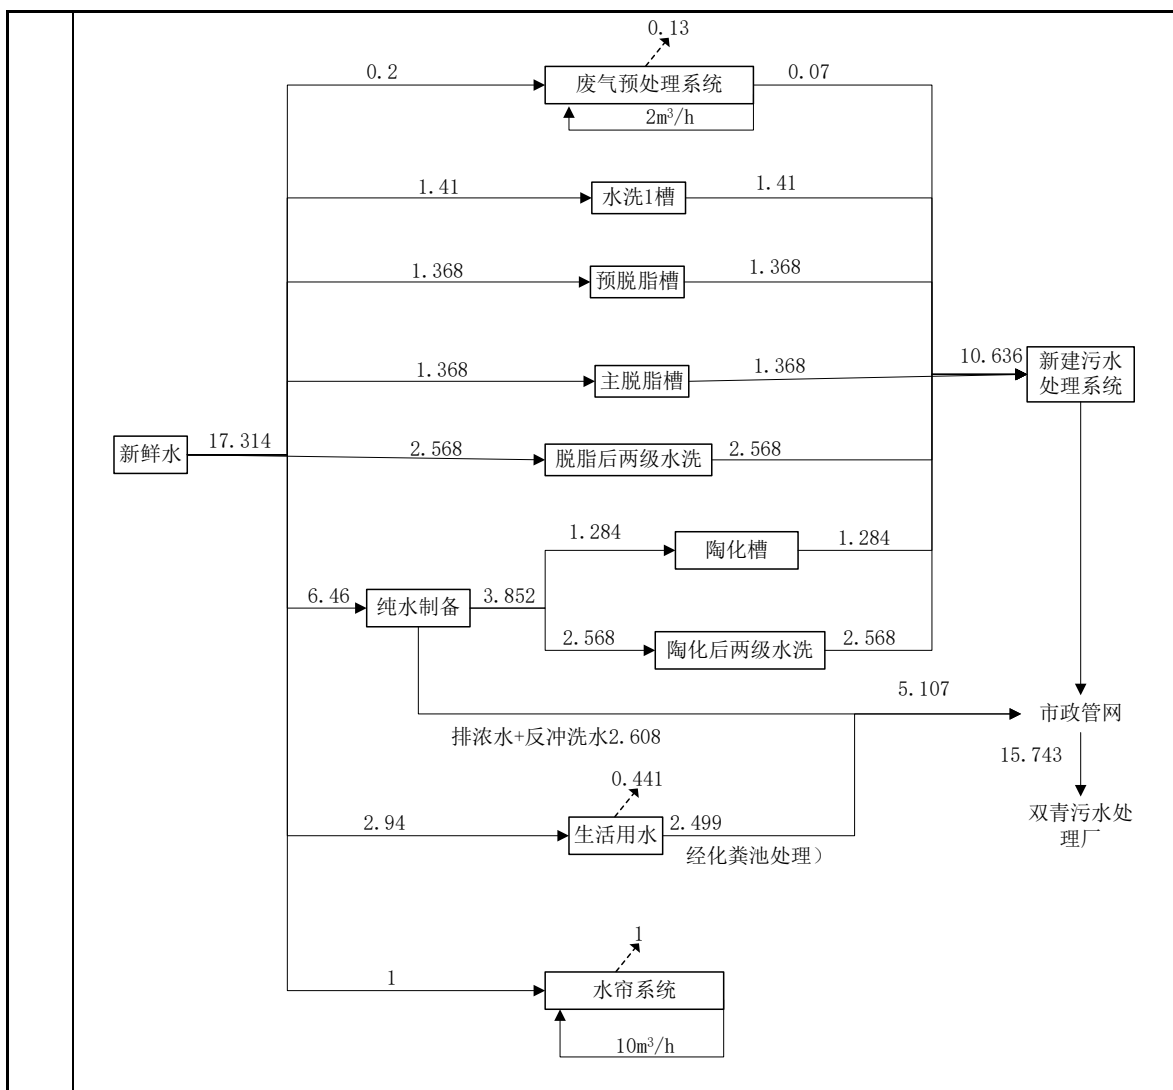 0.13
0.2
废气预处理系统
0.07
2m³/h
1.41
水洗1槽
1.41
1.368
预脱脂槽
1.368
1.368
主脱脂槽
1.368
10.636
新建污水
处理系统
新鲜水
17.314
2.568
脱脂后两级水洗
2.568
1.284
陶化槽
1.284
6.46
纯水制备
3.852
2.568
陶化后两级水洗
2.568
5.107
市政管网
排浓水+反冲洗水2.608
15.743
0.441
2.94
生活用水
2.499
经化粪池处理）
双青污水处
理厂
1
1
水帘系统
10m³/h